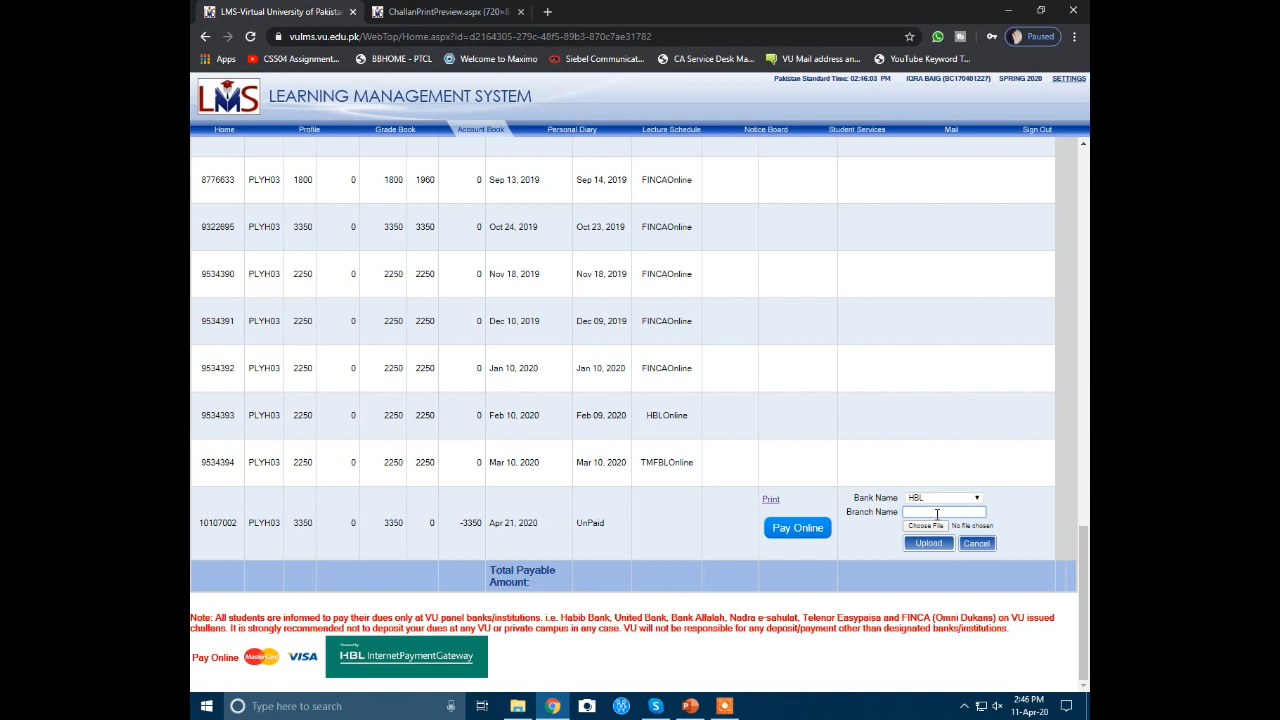 LMS-Virtual University of Pakista
ChallanPrintPreview.aspx (720×8
vulms.vu.edu.pk/WebTop/Home.aspx?id=d2164305-279c-48f5-89b3-870c7ae31782
Paused
Apps
CS504 Assignment...
BBHOME - PTCL
Welcome to Maximo
Siebel Communicat...
CA Service Desk Ma...
VU Mail address an...
YouTube Keyword T...
Pakistan Standard Time: 02:46:03 PM IQRA BAIG (BC170401227) SPRING 2020 SETTINGS
LMS LEARNING MANAGEMENT SYSTEM
Home Profile Grade Book Account Book Personal Diary Lecture Schedule Notice Board Student Services Mail Sign Out
8776633 PLYH03 1800 0 1800 1960 0 Sep 13, 2019 Sep 14, 2019 FINCAOnline
9322695 PLYH03 3350 0 3350 3350 0 Oct 24, 2019 Oct 23, 2019 FINCAOnline
9534390 PLYH03 2250 0 2250 2250 0 Nov 18, 2019 Nov 18, 2019 FINCAOnline
9534391 PLYH03 2250 0 2250 2250 0 Dec 10, 2019 Dec 09, 2019 FINCAOnline
9534392 PLYH03 2250 0 2250 2250 0 Jan 10, 2020 Jan 10, 2020 FINCAOnline
9534393 PLYH03 2250 0 2250 2250 0 Feb 10, 2020 Feb 09, 2020 HBLOnline
9534394 PLYH03 2250 0 2250 2250 0 Mar 10, 2020 Mar 10, 2020 TMFBLOnline
Print Bank Name HBL
Branch Name
10107002 PLYH03 3350 0 3350 0 -3350 Apr 21, 2020 UnPaid Pay Online Choose File No file chosen
Upload Cancel
Total Payable
Amount:
Note: All students are informed to pay their dues only at VU panel banks/institutions. i.e. Habib Bank, United Bank, Bank Alfalah, Nadra e-sahulat, Telenor Easypaisa and FINCA (Omni Dukans) on VU issued
challans. It is strongly recommended not to deposit your dues at any VU or private campus in any case. VU will not be responsible for any deposit/payment other than designated banks/institutions.
Pay Online MasterCard VISA
Powered by
HBL InternetPaymentGateway
Type here to search
2:46 PM
11-Apr-20